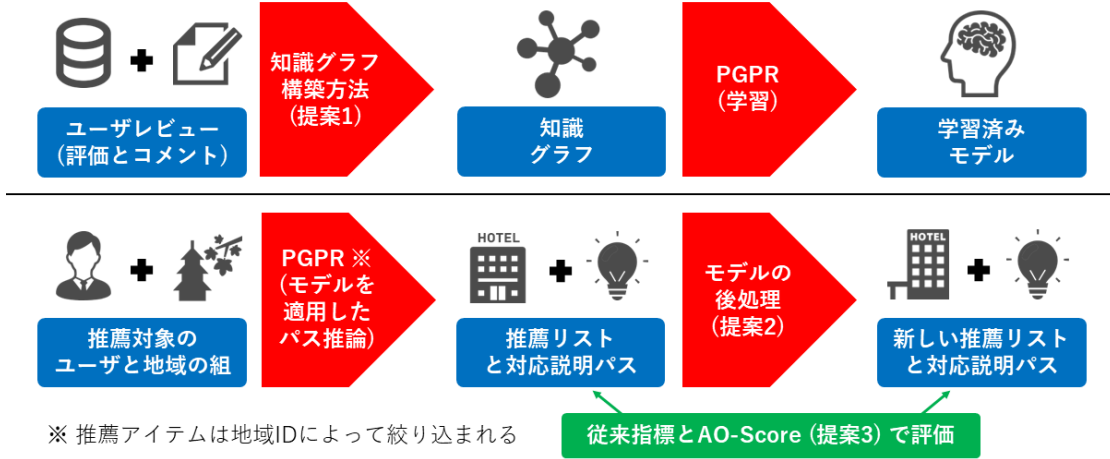 知識グラフ
構築方法
(提案1)
PGPR
(学習)
ユーザレビュー
(評価とコメント)
知識
グラフ
学習済み
モデル
PGPR ※
(モデルを
適用した
パス推論)
HOTEL
モデルの
後処理
(提案2)
HOTEL
推薦対象の
ユーザと地域の組
推薦リスト
と対応説明パス
新しい推薦リスト
と対応説明パス
※ 推薦アイテムは地域IDによって絞り込まれる
従来指標とAO-Score (提案3) で評価